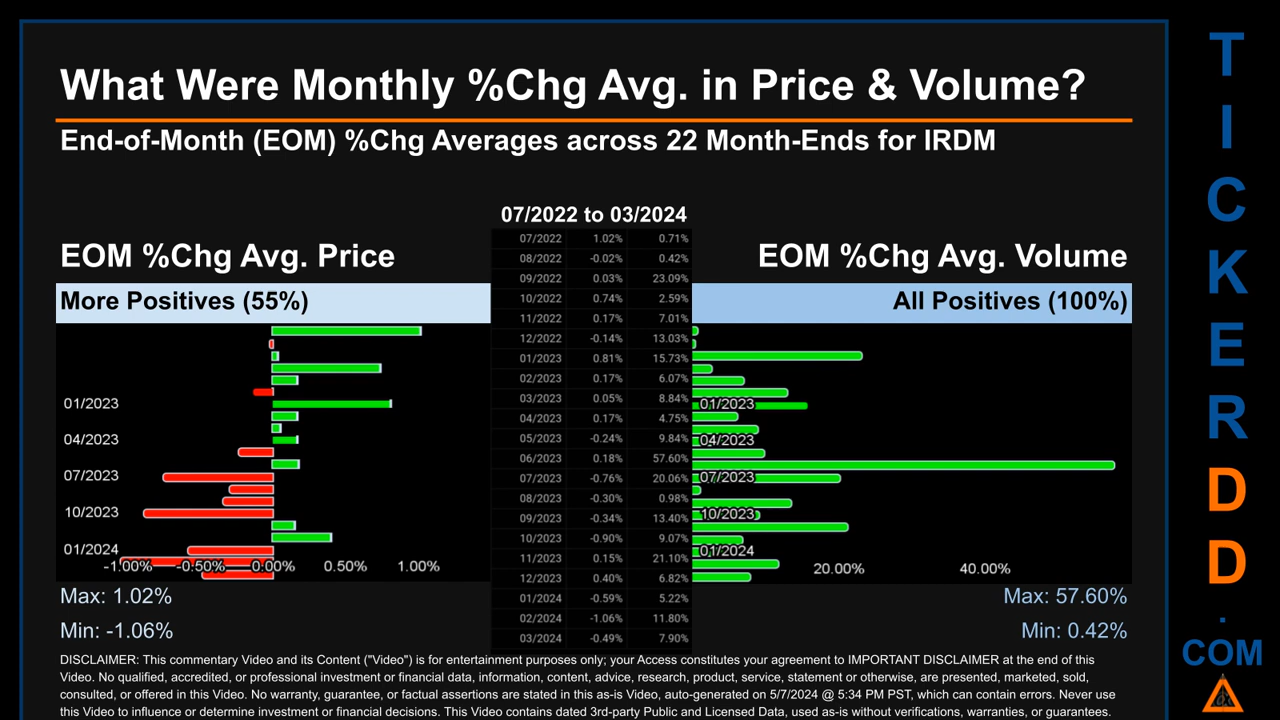 What Were Monthly %Chg Avg. in Price & Volume?
End-of-Month (EOM) %Chg Averages across 22 Month-Ends for IRDM
07/2022 to 03/2024
EOM %Chg Avg. Price
EOM %Chg Avg. Volume
More Positives (55%)
All Positives (100%)
07/2022 1.02% 0.71%
08/2022 -0.02% 0.42%
09/2022 0.03% 23.09%
10/2022 0.74% 2.59%
11/2022 0.17% 7.01%
12/2022 -0.14% 13.03%
01/2023 0.81% 15.73%
02/2023 0.17% 6.07%
03/2023 0.05% 8.84%
04/2023 0.17% 4.75%
05/2023 -0.24% 9.84%
06/2023 0.18% 57.60%
07/2023 -0.76% 20.06%
08/2023 -0.30% 0.98%
09/2023 -0.34% 13.40%
10/2023 -0.90% 9.07%
11/2023 0.15% 21.10%
12/2023 0.40% 6.82%
01/2024 -0.59% 5.22%
02/2024 -1.06% 11.80%
03/2024 -0.49% 7.90%
01/2023
04/2023
07/2023
10/2023
01/2024
-1.00% -0.50% 0.00% 0.50% 1.00%
01/2023
04/2023
07/2023
10/2023
01/2024
20.00% 40.00%
Max: 1.02%
Min: -1.06%
Max: 57.60%
Min: 0.42%
DISCLAIMER: This commentary Video and its Content ("Video") is for entertainment purposes only; your Access constitutes your agreement to IMPORTANT DISCLAIMER at the end of this
Video. No qualified, accredited, or professional investment or financial data, information, content, advice, research, product, service, statement or otherwise, are presented, marketed, sold,
consulted, or offered in this Video. No warranty, guarantee, or factual assertions are stated in this as-is Video, auto-generated on 5/7/2024 @ 5:34 PM PST, which can contain errors. Never use
this Video to influence or determine investment or financial decisions. This Video contains dated 3rd-party Public and Licensed Data, used as-is without verifications, warranties, or guarantees.
TICKERDD.COM